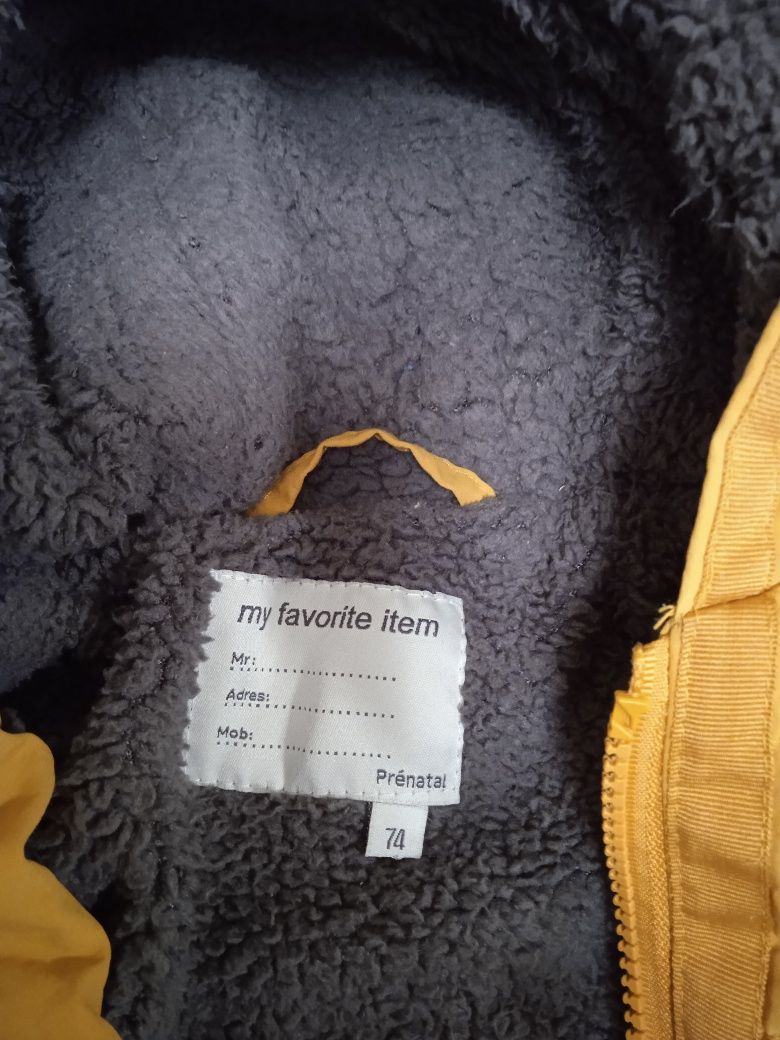 my favorite item
Mr:....................
Adres:....................
Mob:....................
Prénatal
74